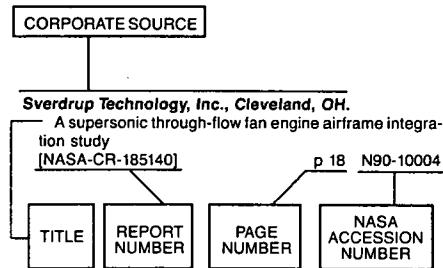 CORPORATE SOURCE
Sverdrup Technology, Inc., Cleveland, OH.
A supersonic through-flow fan engine airframe integra-
tion study
[NASA-CR-185140] p 18 N90-10004
TITLE
REPORT
NUMBER
PAGE
NUMBER
NASA
ACCESSION
NUMBER